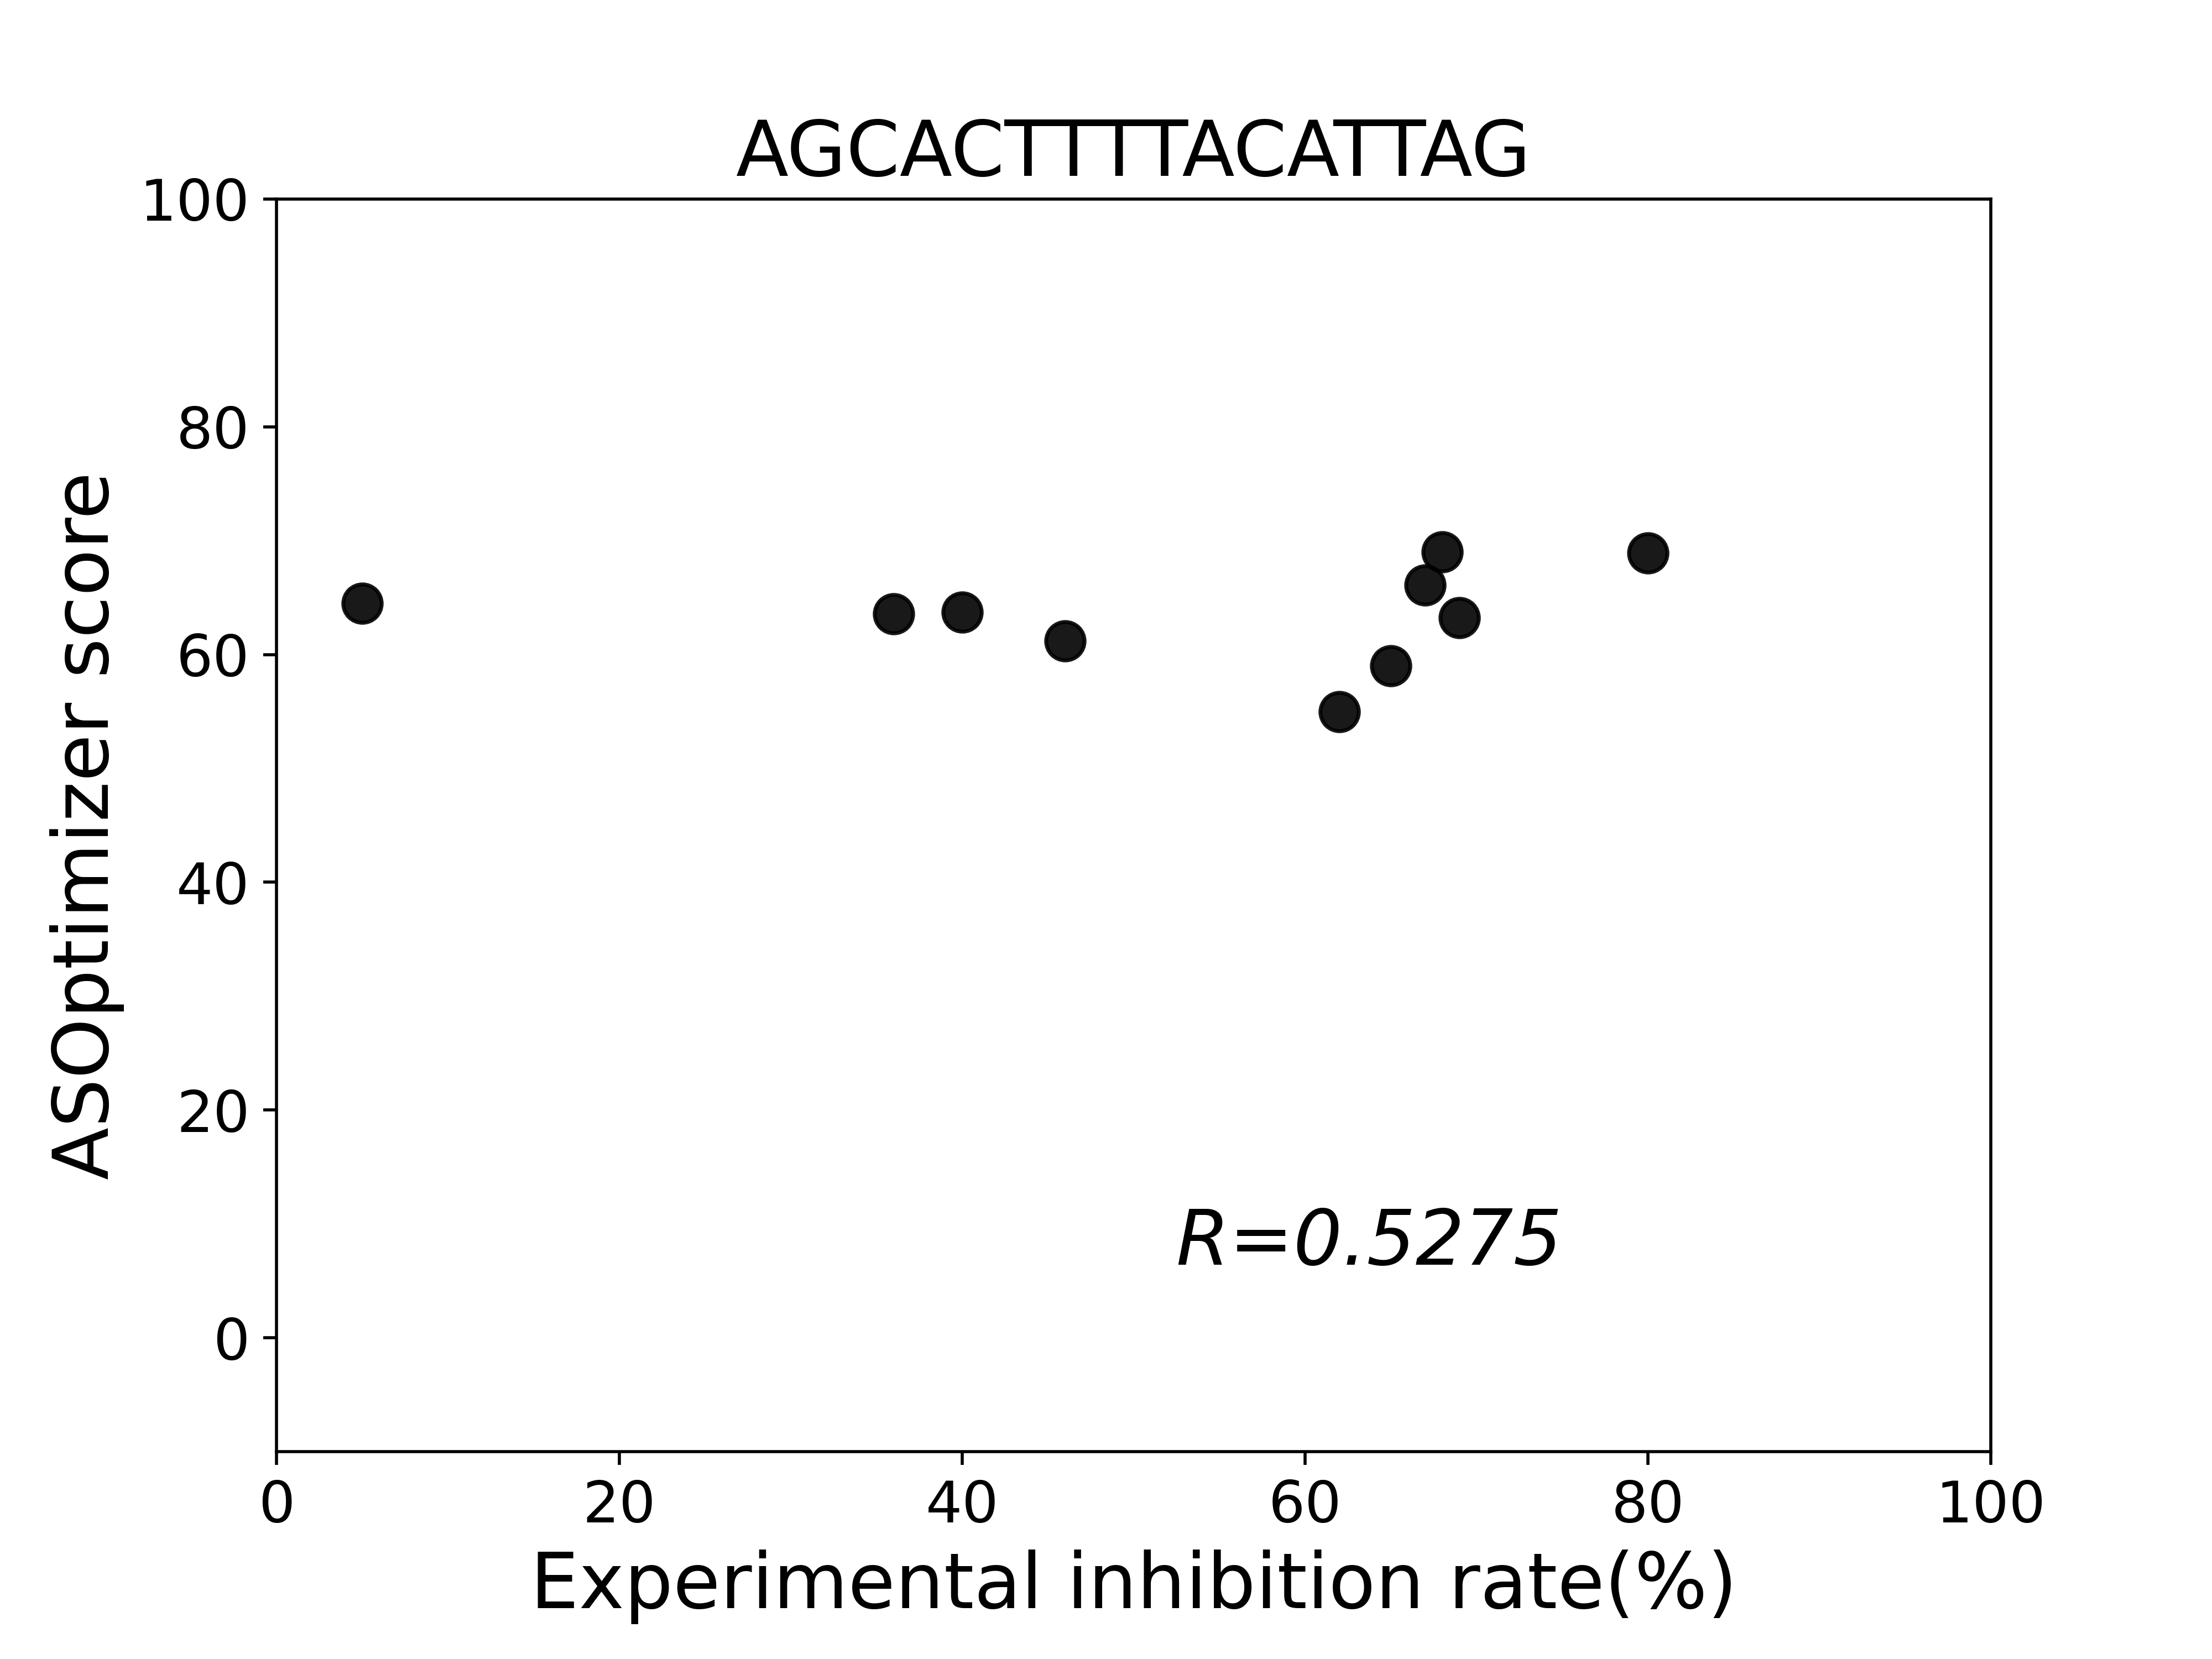 AGCACTTTTACATTAG
100
80
60
40
20
0
ASOptimizer score
R=0.5275
0 20 40 60 80 100
Experimental inhibition rate(%)